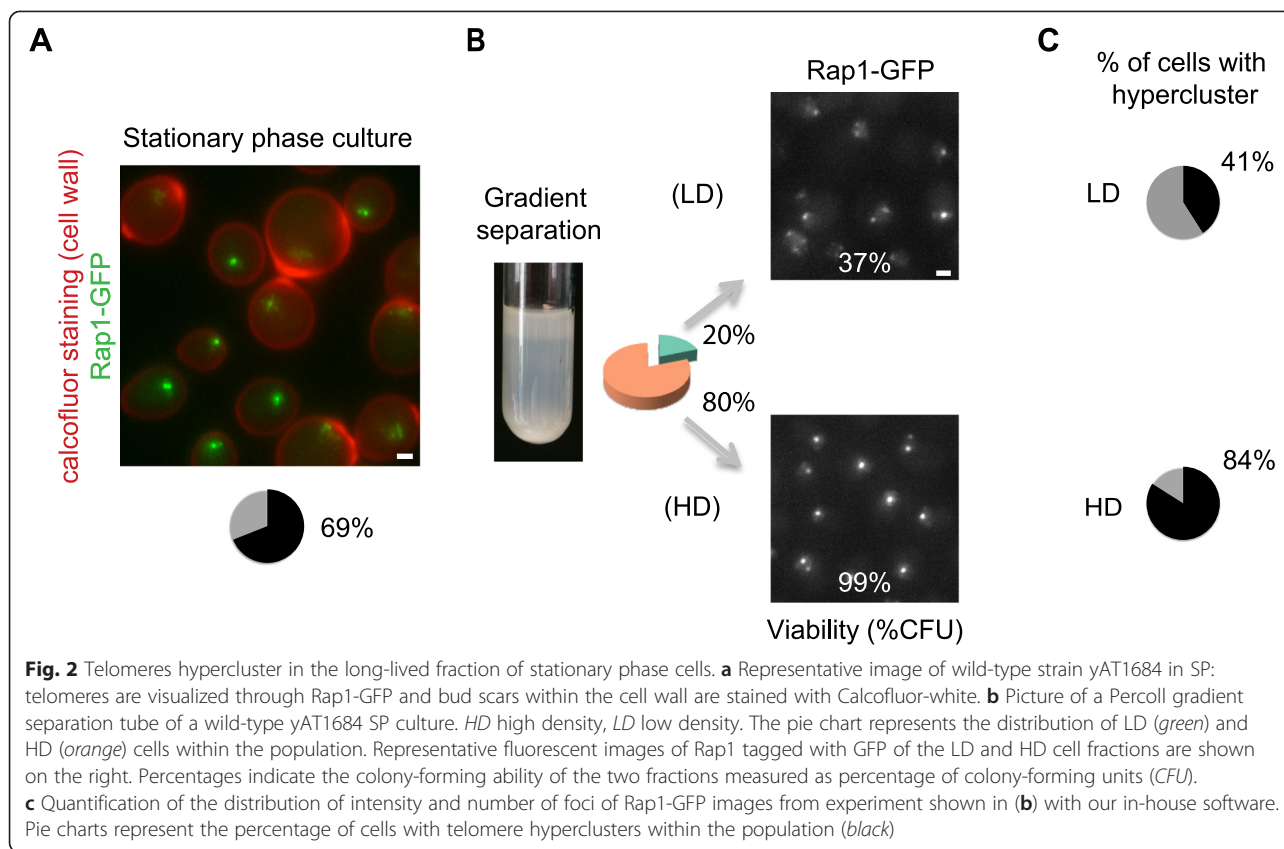 A
Stationary phase culture
calcofluor staining (cell wall)
Rap1-GFP
69%
B
Gradient
separation
20%
80%
(LD)
(HD)
Rap1-GFP
37%
99%
Viability (%CFU)
C
% of cells with
hypercluster
LD
41%
HD
84%
Fig. 2 Telomeres hypercluster in the long-lived fraction of stationary phase cells. a Representative image of wild-type strain yAT1684 in SP:
telomeres are visualized through Rap1-GFP and bud scars within the cell wall are stained with Calcofluor-white. b Picture of a Percoll gradient
separation tube of a wild-type yAT1684 SP culture. HD high density, LD low density. The pie chart represents the distribution of LD (green) and
HD (orange) cells within the population. Representative fluorescent images of Rap1 tagged with GFP of the LD and HD cell fractions are shown
on the right. Percentages indicate the colony-forming ability of the two fractions measured as percentage of colony-forming units (CFU).
c Quantification of the distribution of intensity and number of foci of Rap1-GFP images from experiment shown in (b) with our in-house software.
Pie charts represent the percentage of cells with telomere hyperclusters within the population (black)